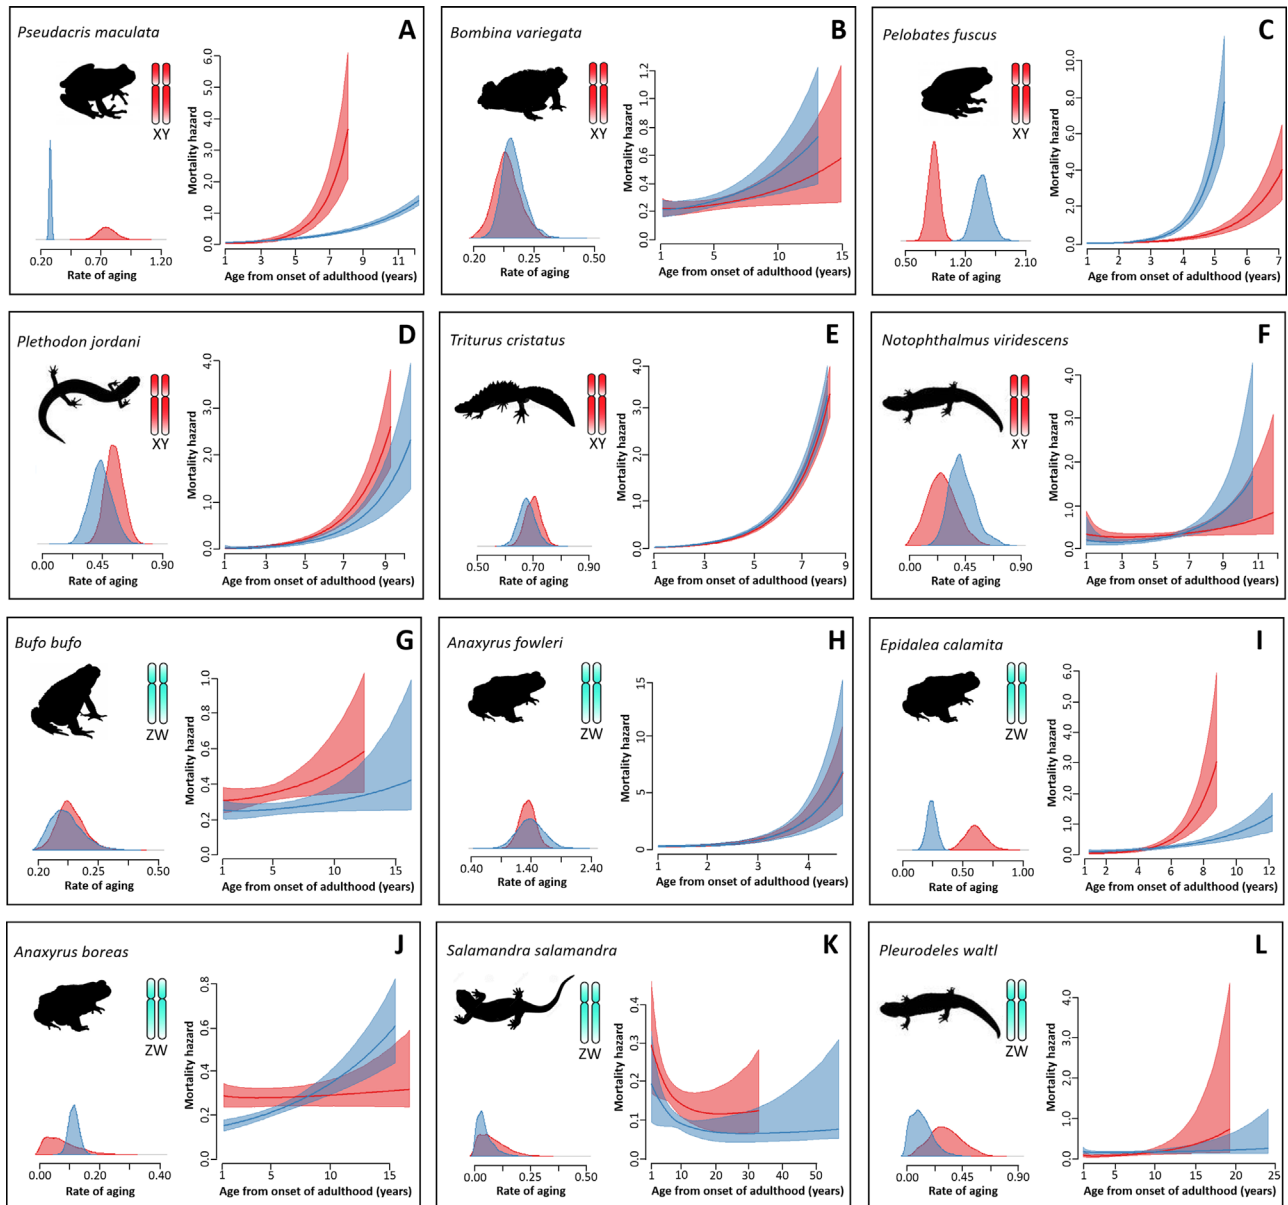 Pseudacris maculata
A
XY
Mortality hazard
6.0
5.0
4.0
3.0
2.0
1.0
0.0
0.20 0.70 1.20
Rate of aging
1 3 5 7 9 11
Age from onset of adulthood (years)
Bombina variegata
B
XY
Mortality hazard
1.2
1.0
0.8
0.6
0.4
0.2
0.0
0.00 0.25 0.50
Rate of aging
1 5 10 15
Age from onset of adulthood (years)
Pelobates fuscus
C
XY
Mortality hazard
10.0
8.0
6.0
4.0
2.0
0.0
0.50 1.20 2.10
Rate of aging
1 2 3 4 5 6 7
Age from onset of adulthood (years)
Plethodon jordani
D
XY
Mortality hazard
4.0
3.0
2.0
1.0
0.0
0.00 0.45 0.90
Rate of aging
1 3 5 7 9
Age from onset of adulthood (years)
Triturus cristatus
E
XY
Mortality hazard
4.0
3.0
2.0
1.0
0.0
0.50 0.70 0.90
Rate of aging
1 3 5 7 9
Age from onset of adulthood (years)
Notophthalmus viridescens
F
XY
Mortality hazard
4.0
3.0
2.0
1.0
0.0
0.00 0.45 0.90
Rate of aging
1 3 5 7 9 11
Age from onset of adulthood (years)
Bufo bufo
G
ZW
Mortality hazard
1.0
0.8
0.6
0.4
0.2
0.0
0.20 0.25 0.50
Rate of aging
1 5 10 15
Age from onset of adulthood (years)
Anaxyrus fowleri
H
ZW
Mortality hazard
15
10
5
0
0.40 1.40 2.40
Rate of aging
1 2 3 4
Age from onset of adulthood (years)
Epidalea calamita
I
ZW
Mortality hazard
6.0
5.0
4.0
3.0
2.0
1.0
0.0
0.00 0.50 1.00
Rate of aging
1 2 4 6 8 10 12
Age from onset of adulthood (years)
Anaxyrus boreas
J
ZW
Mortality hazard
0.8
0.6
0.4
0.2
0.0
0.00 0.20 0.40
Rate of aging
1 5 10 15
Age from onset of adulthood (years)
Salamandra salamandra
K
ZW
Mortality hazard
0.4
0.3
0.2
0.1
0.0
0.00 0.50
Rate of aging
1 10 20 30 40 50
Age from onset of adulthood (years)
Pleurodeles waltl
L
ZW
Mortality hazard
4.0
3.0
2.0
1.0
0.0
0.00 0.45 0.90
Rate of aging
1 5 10 15 20 25
Age from onset of adulthood (years)